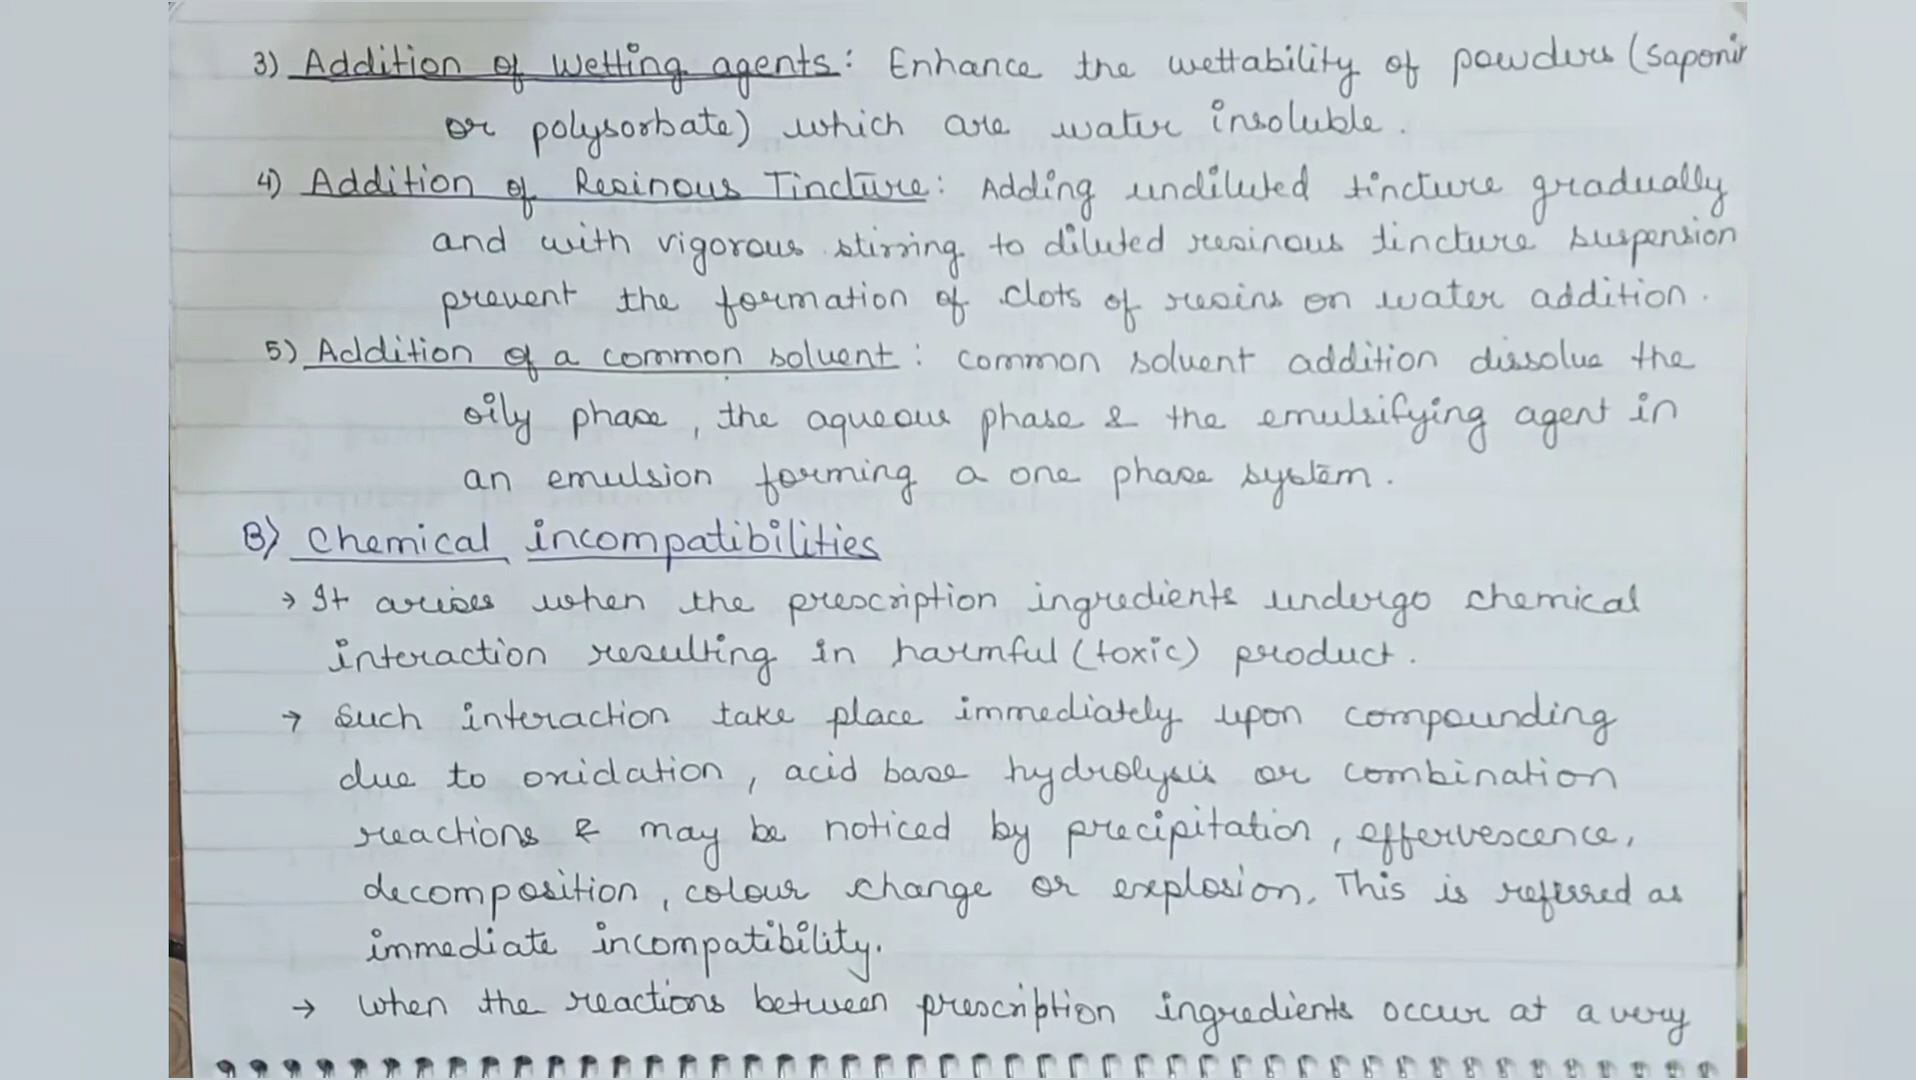 3) Addition of wetting agents: Enhance the wettability of powders (saponin
or polysorbate) which are water insoluble.
4) Addition of Resinous Tincture: Adding undiluted tincture gradually
and with vigorous stirring to diluted resinous tincture suspension
prevent the formation of clots of resins on water addition.
5) Addition of a common solvent: common solvent addition dissolve the
oily phase, the aqueous phase & the emulsifying agent in
an emulsion forming a one phase system.
B) Chemical incompatibilities
→ It arises when the prescription ingredients undergo chemical
interaction resulting in harmful (toxic) product.
→ Such interaction take place immediately upon compounding
due to oxidation, acid base hydrolysis or combination
reactions & may be noticed by precipitation, effervescence,
decomposition, colour change or explosion. This is referred as
immediate incompatibility.
→ When the reactions between prescription ingredients occur at a very